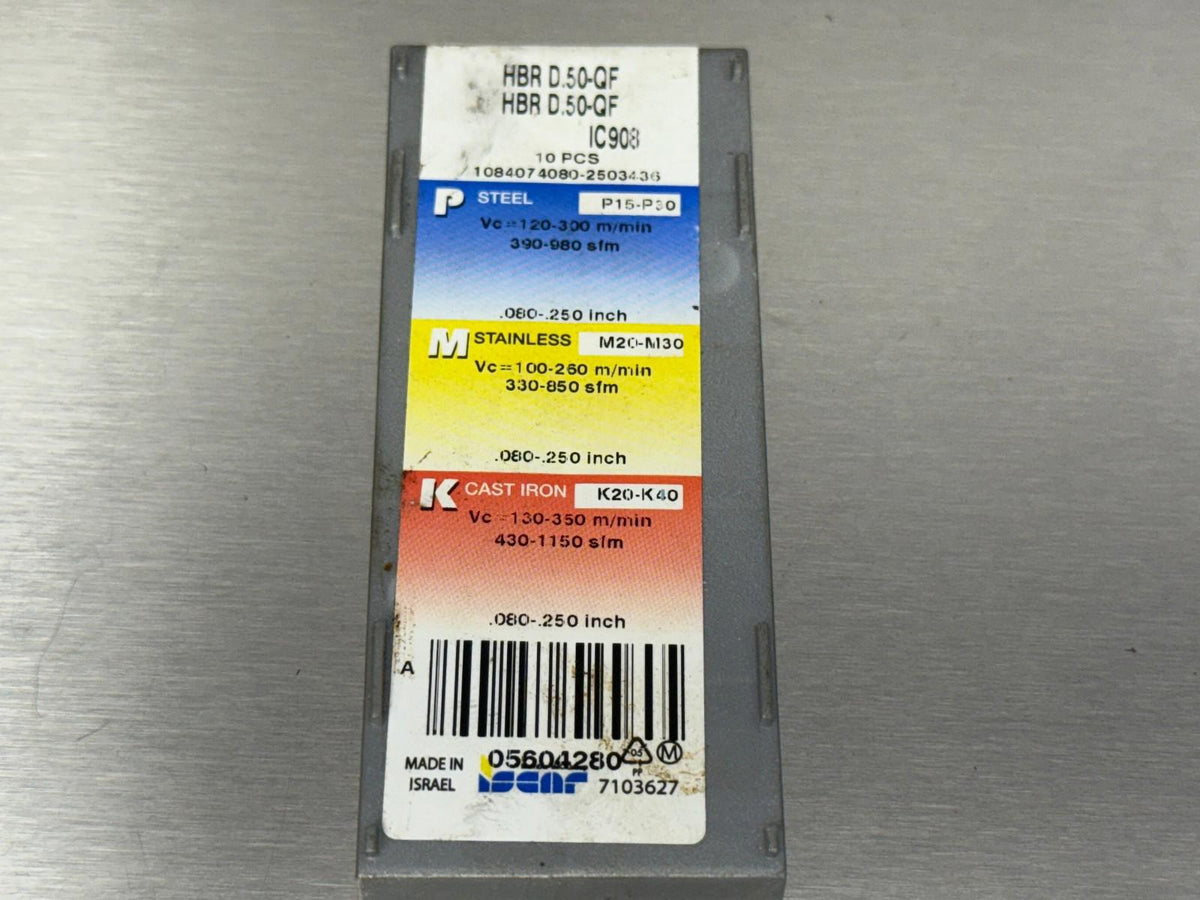 HBR D.50-QF
HBR D.50-QF
IC908
10 PCS
1084074080-2503436
P STEEL P15-P30
Vc=120-300 m/min
390-980 sfm
.080-.250 inch
M STAINLESS M20-M30
Vc=100-260 m/min
330-850 sfm
.080-.250 inch
K CAST IRON K20-K40
Vc=130-350 m/min
430-1150 sfm
.080-.250 inch
A
05604280 05 PP M
MADE IN ISRAEL iscar 7103627